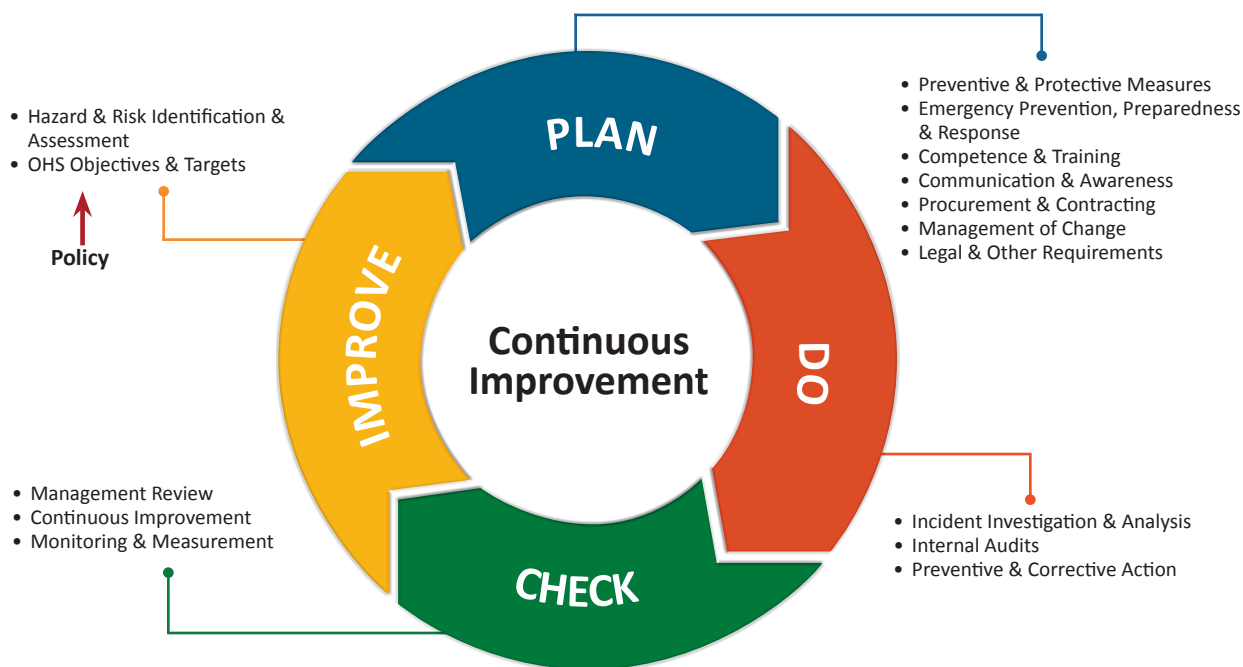 • Hazard & Risk Identification &
Assessment
• OHS Objectives & Targets
Policy
PLAN
• Preventive & Protective Measures
• Emergency Prevention, Preparedness
& Response
• Competence & Training
• Communication & Awareness
• Procurement & Contracting
• Management of Change
• Legal & Other Requirements
IMPROVE
Continuous
Improvement
DO
• Management Review
• Continuous Improvement
• Monitoring & Measurement
CHECK
• Incident Investigation & Analysis
• Internal Audits
• Preventive & Corrective Action